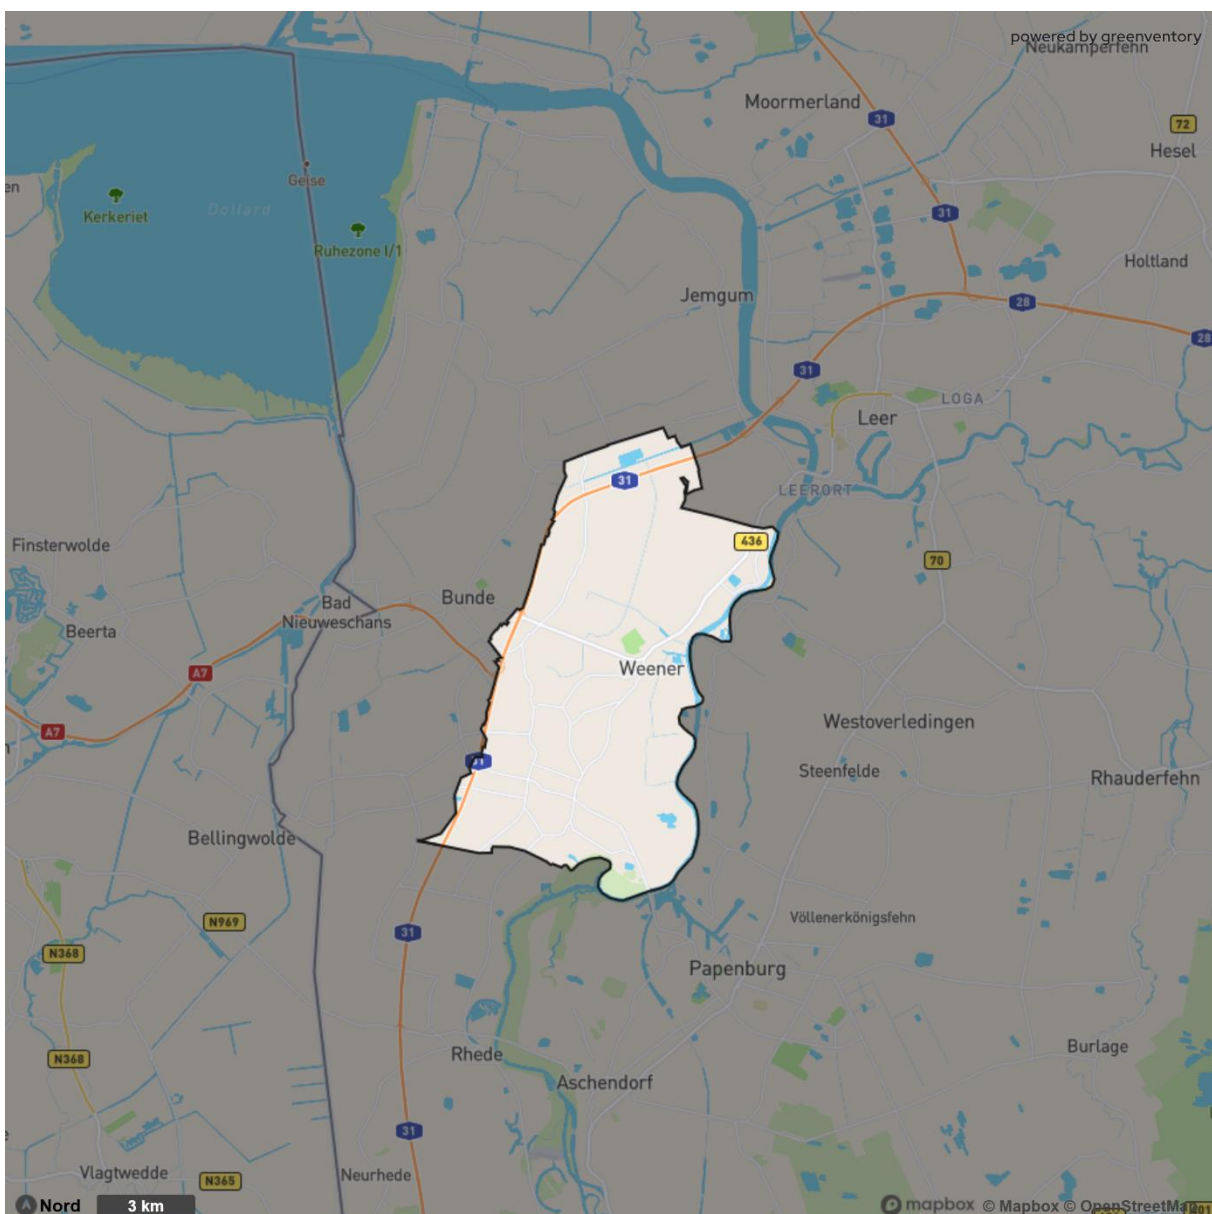 powered by greenventory
Neukamperfehn
Moormerland
31
72
Hesel
en
Geise
Kerkeriet
Dollard
31
Ruhezone I/1
Holtland
Jemgum
28
28
31
LOGA
Leer
31
LEERORT
436
Finsterwolde
70
Bunde
Bad
Nieuweschans
Beerta
Weener
A7
Westoverledingen
A7
31
Steenfelde
Rhauderfehn
Bellingwolde
N969
Völlenerkönigsfehn
31
N368
Papenburg
Rhede
Burlage
N368
Aschendorf
31
Vlagtwedde
Neurhede
N365
Nord
3 km
mapbox © Mapbox © OpenStreetMa